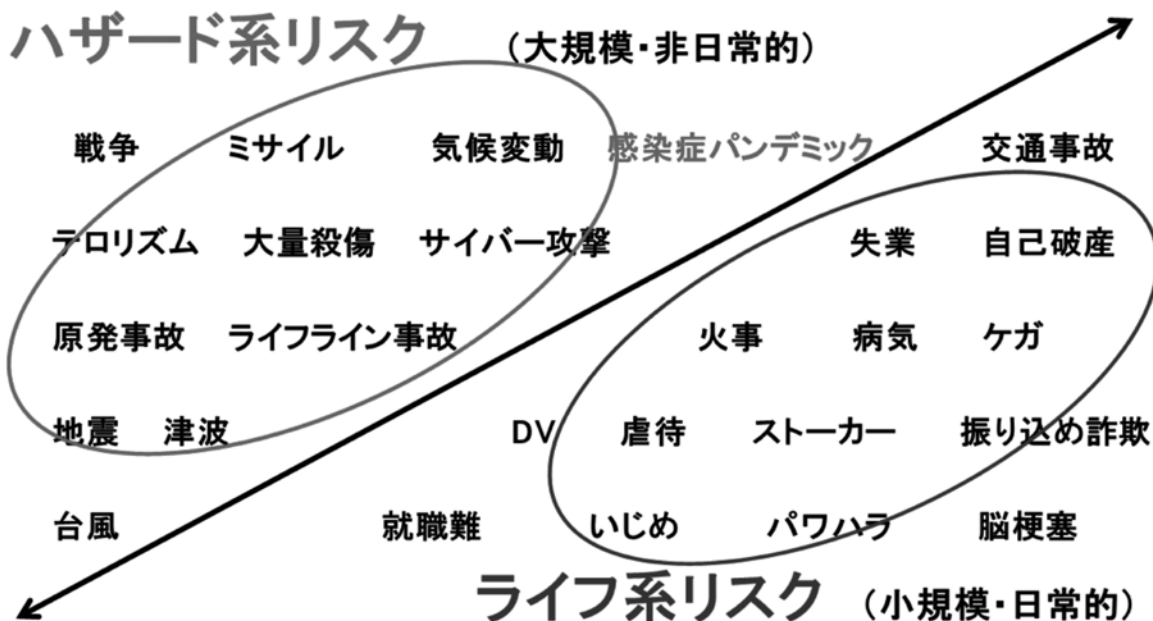 ハザード系リスク (大規模・非日常的)
戦争 ミサイル 気候変動 感染症パンデミック 交通事故
テロリズム 大量殺傷 サイバー攻撃 失業 自己破産
原発事故 ライフライン事故 火事 病気 ケガ
地震 津波 DV 虐待 ストーカー 振り込め詐欺
台風 就職難 いじめ パワハラ 脳梗塞
ライフ系リスク (小規模・日常的)